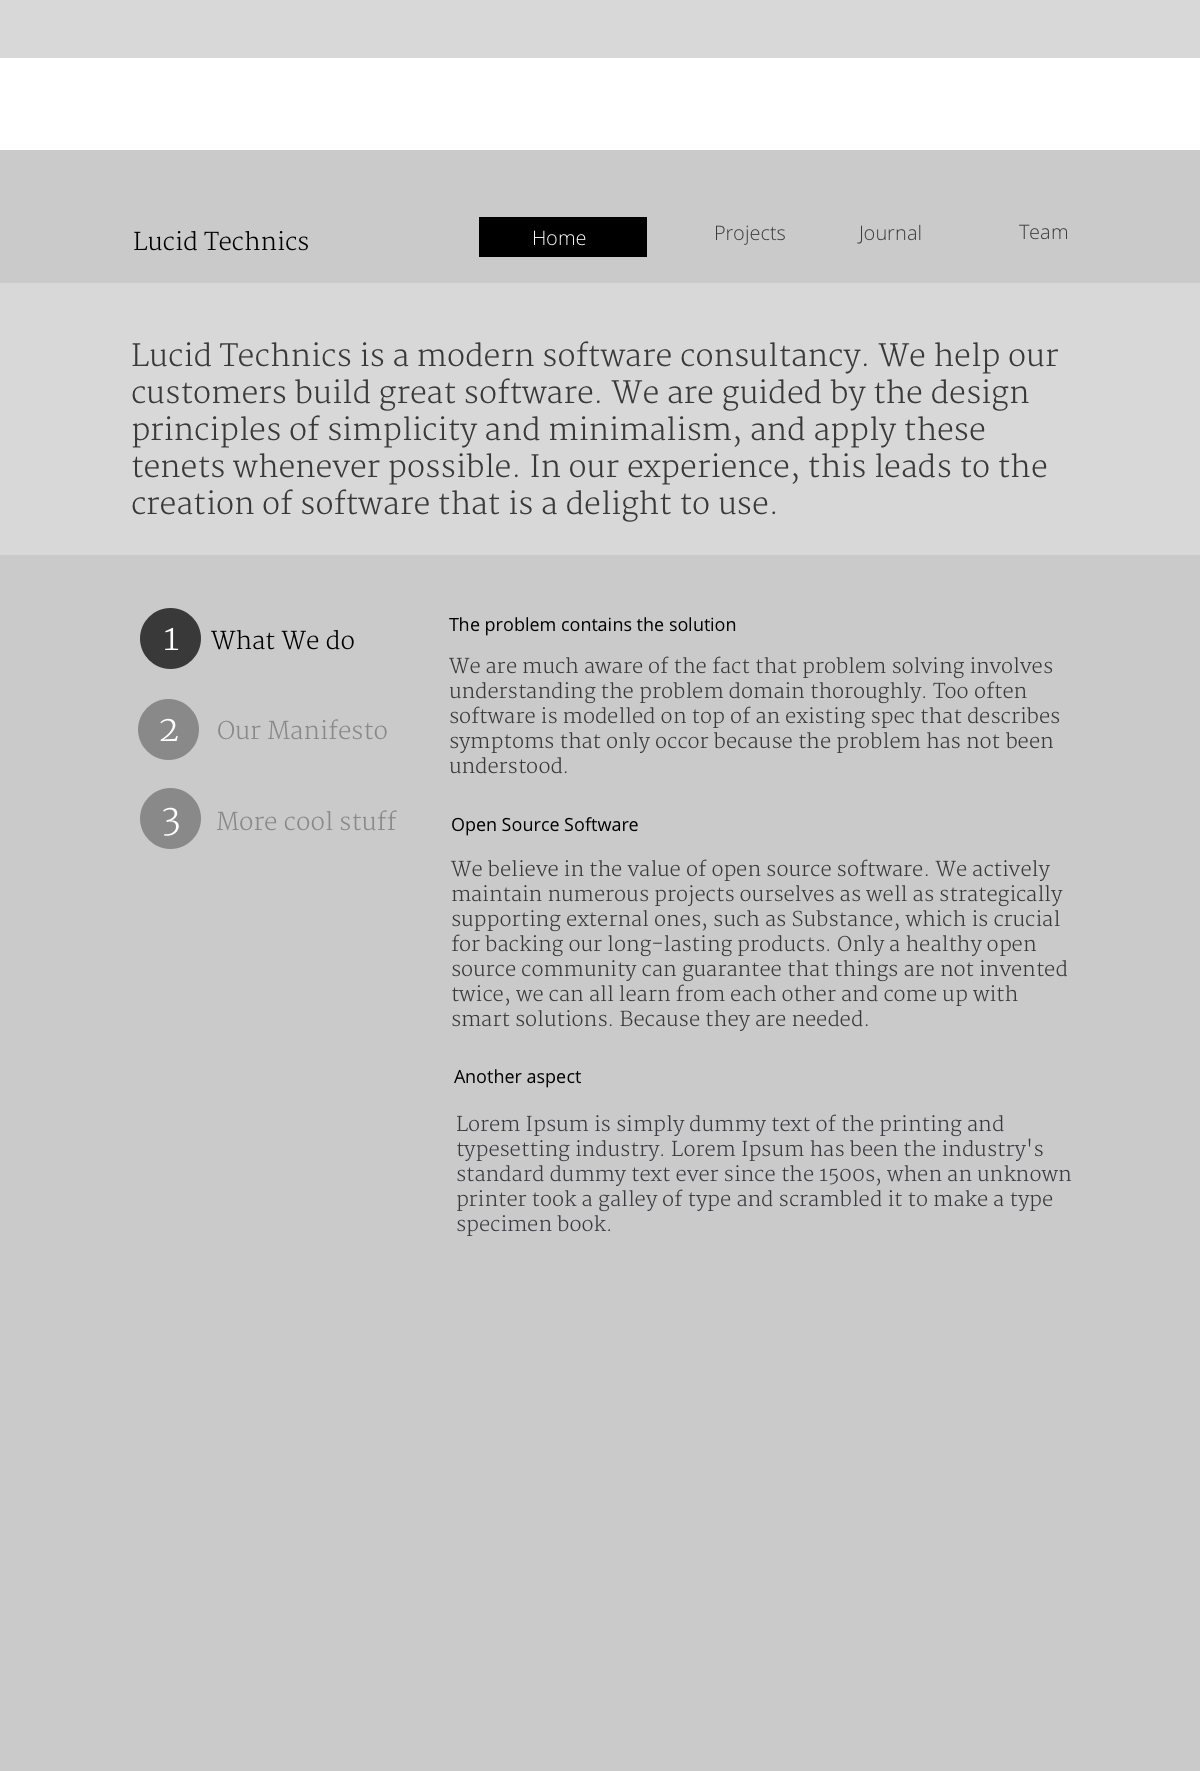 Lucid Technics
Home
Projects
Journal
Team
Lucid Technics is a modern software consultancy. We help our
customers build great software. We are guided by the design
principles of simplicity and minimalism, and apply these
tenets whenever possible. In our experience, this leads to the
creation of software that is a delight to use.
1 What We do
2 Our Manifesto
3 More cool stuff
The problem contains the solution
We are much aware of the fact that problem solving involves
understanding the problem domain thoroughly. Too often
software is modelled on top of an existing spec that describes
symptoms that only occor because the problem has not been
understood.
Open Source Software
We believe in the value of open source software. We actively
maintain numerous projects ourselves as well as strategically
supporting external ones, such as Substance, which is crucial
for backing our long-lasting products. Only a healthy open
source community can guarantee that things are not invented
twice, we can all learn from each other and come up with
smart solutions. Because they are needed.
Another aspect
Lorem Ipsum is simply dummy text of the printing and
typesetting industry. Lorem Ipsum has been the industry's
standard dummy text ever since the 1500s, when an unknown
printer took a galley of type and scrambled it to make a type
specimen book.